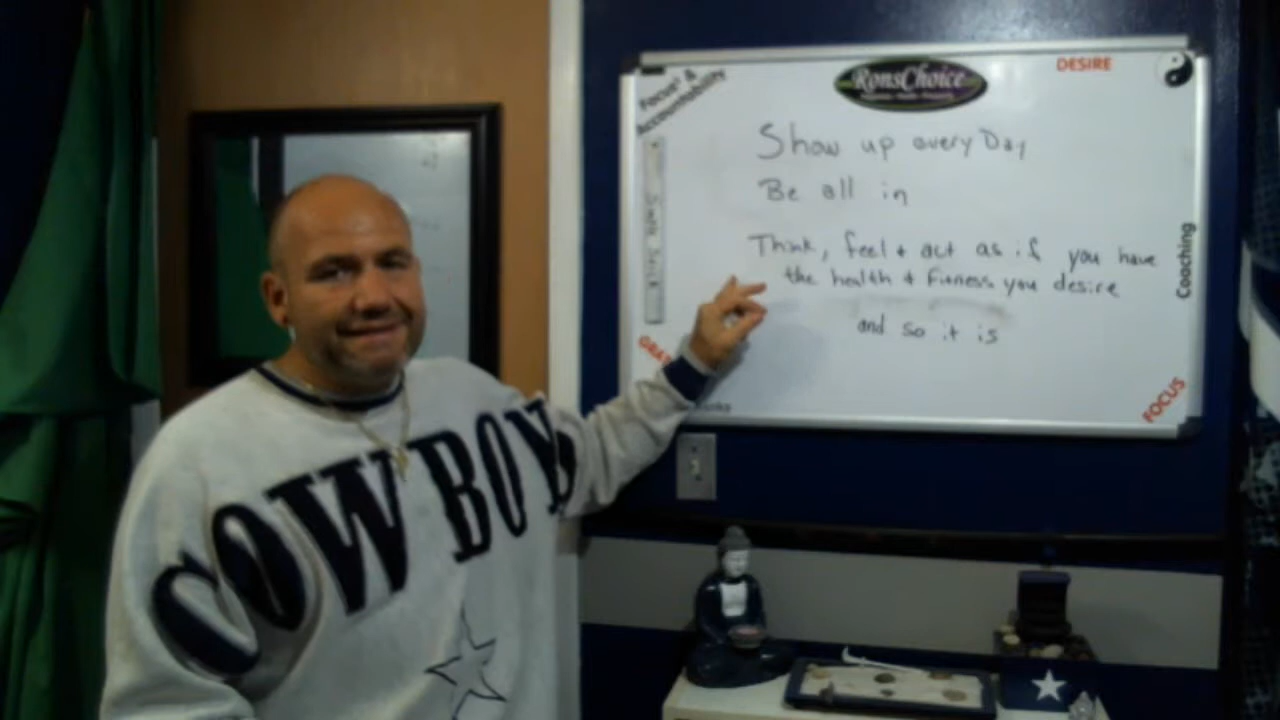 RonsChoice
DESIRE
Focus' &
Accountability
Show up every Day
Be all in
Think, feel + act as if you have
the health + Fitness you desire
and so it is
Coaching
FOCUS
COWBOY